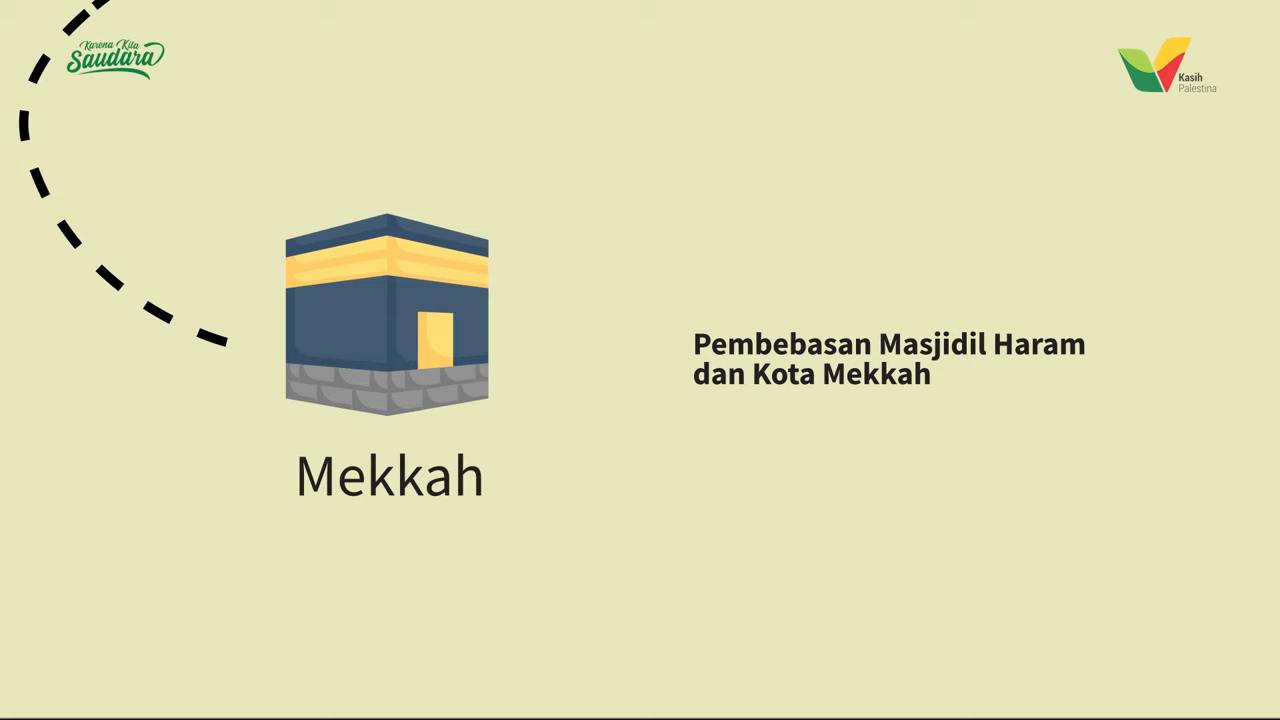 Karena Kita
Saudara
Kasih
Palestina
Pembebasan Masjidil Haram
dan Kota Mekkah
Mekkah